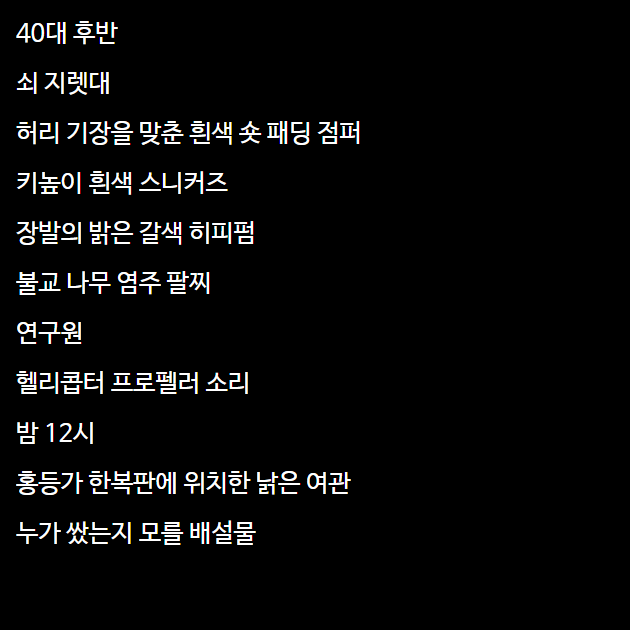 40대 후반
쇠 지렛대
허리 기장을 맞춘 흰색 숏 패딩 점퍼
키높이 흰색 스니커즈
장발의 밝은 갈색 히피펌
불교 나무 염주 팔찌
연구원
헬리콥터 프로펠러 소리
밤 12시
홍등가 한복판에 위치한 낡은 여관
누가 쌌는지 모를 배설물